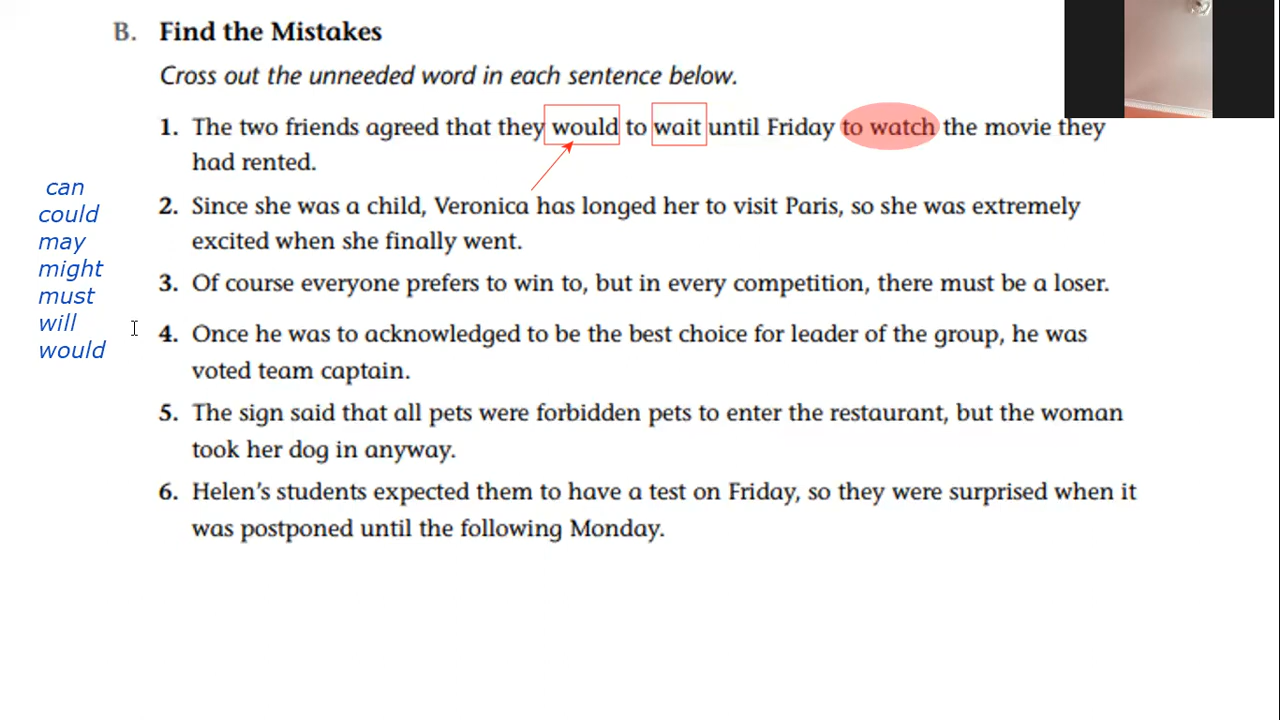 B. Find the Mistakes
Cross out the unneeded word in each sentence below.
1. The two friends agreed that they would to wait until Friday to watch the movie they
had rented.
2. Since she was a child, Veronica has longed her to visit Paris, so she was extremely
excited when she finally went.
3. Of course everyone prefers to win to, but in every competition, there must be a loser.
4. Once he was to acknowledged to be the best choice for leader of the group, he was
voted team captain.
5. The sign said that all pets were forbidden pets to enter the restaurant, but the woman
took her dog in anyway.
6. Helen's students expected them to have a test on Friday, so they were surprised when it
was postponed until the following Monday.
can
could
may
might
must
will
would